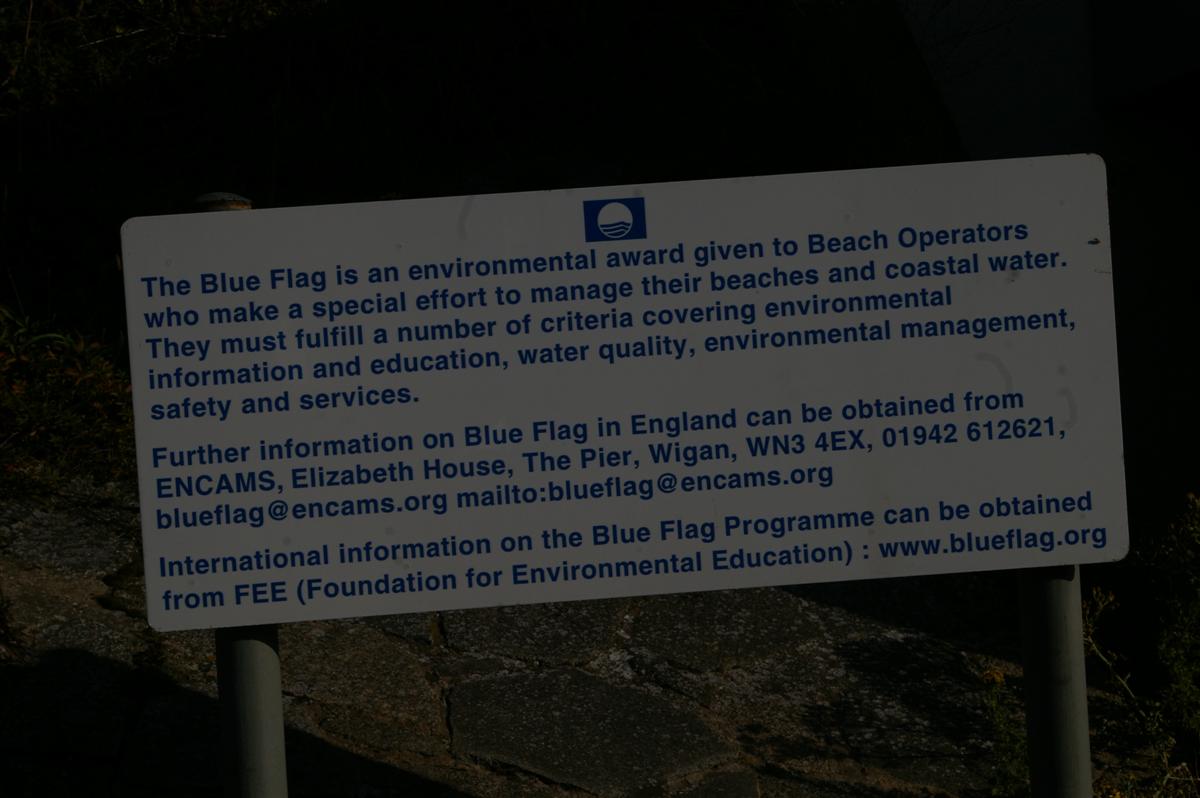 The Blue Flag is an environmental award given to Beach Operators
who make a special effort to manage their beaches and coastal water.
They must fulfill a number of criteria covering environmental
information and education, water quality, environmental management,
safety and services.
Further information on Blue Flag in England can be obtained from
ENCAMS, Elizabeth House, The Pier, Wigan, WN3 4EX, 01942 612621,
blueflag@encams.org mailto:blueflag@encams.org
International information on the Blue Flag Programme can be obtained
from FEE (Foundation for Environmental Education) : www.blueflag.org